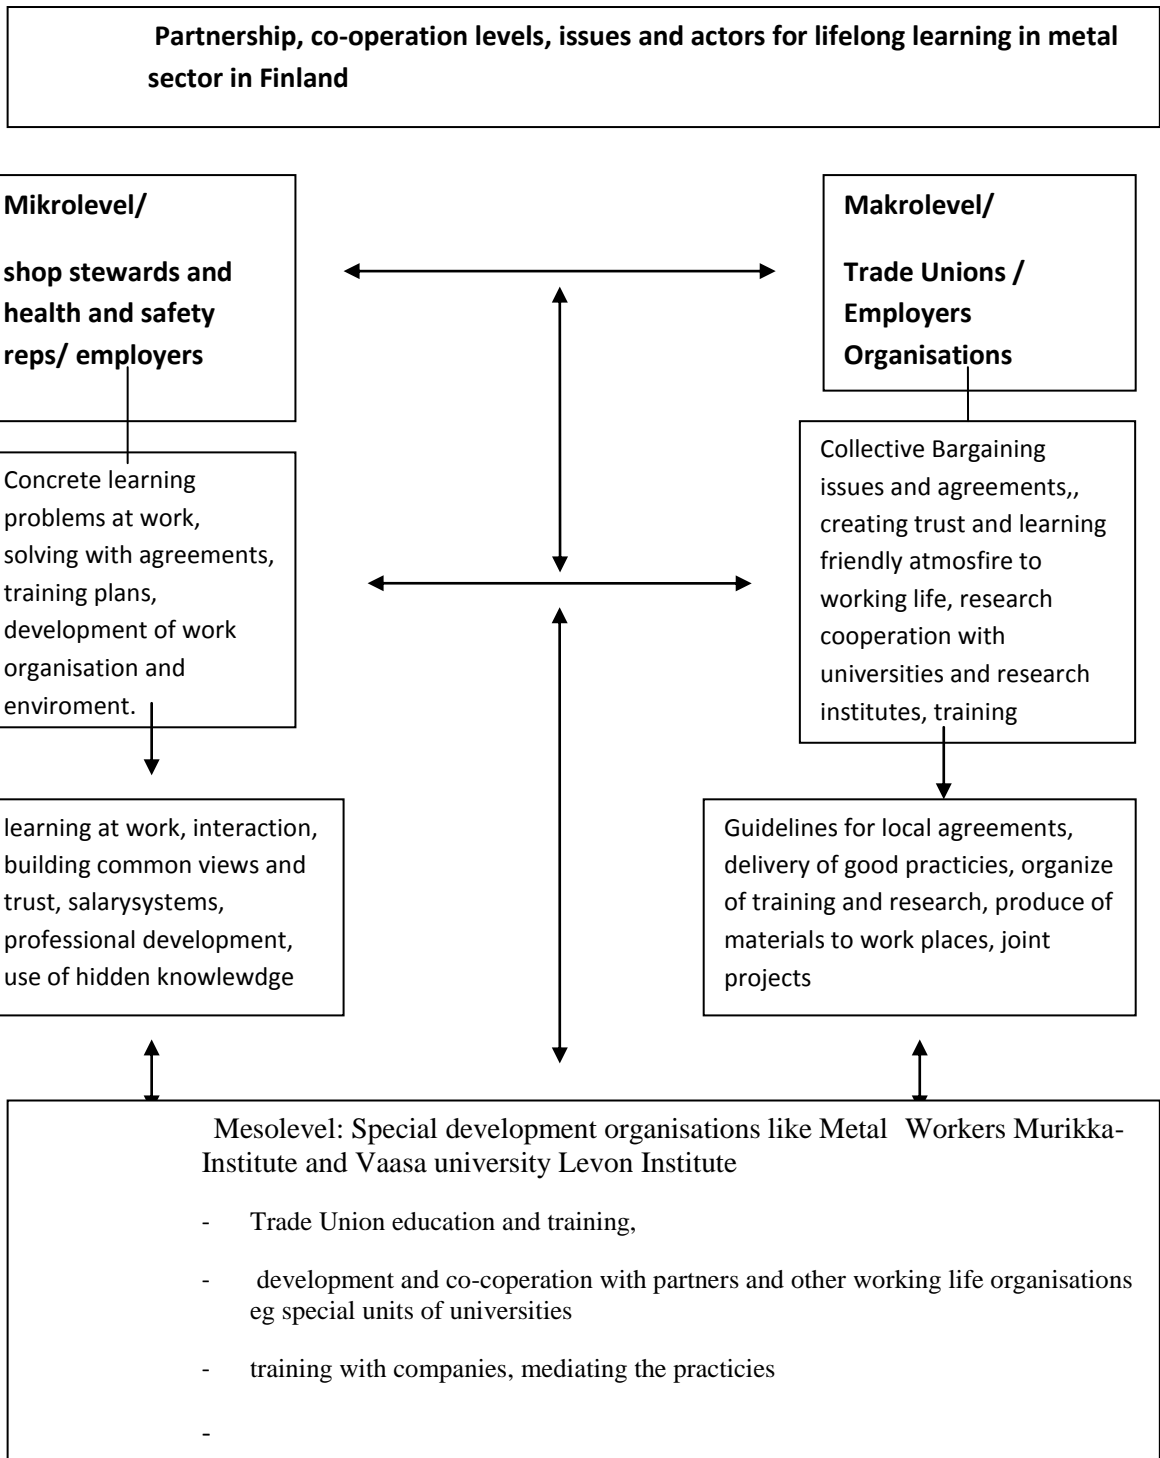 Partnership, co-operation levels, issues and actors for lifelong learning in metal
sector in Finland
Mikrolevel/
shop stewards and
health and safety
reps/ employers
Makrolevel/
Trade Unions /
Employers
Organisations
Concrete learning
problems at work,
solving with agreements,
training plans,
development of work
organisation and
enviroment.
Collective Bargaining
issues and agreements,,
creating trust and learning
friendly atmosfire to
working life, research
cooperation with
universities and research
institutes, training
learning at work, interaction,
building common views and
trust, salarysystems,
professional development,
use of hidden knowlewdge
Guidelines for local agreements,
delivery of good practicies, organize
of training and research, produce of
materials to work places, joint
projects
Mesolevel: Special development organisations like Metal Workers Murikka-
Institute and Vaasa university Levon Institute
- Trade Union education and training,
- development and co-coperation with partners and other working life organisations
eg special units of universities
- training with companies, mediating the practicies
-